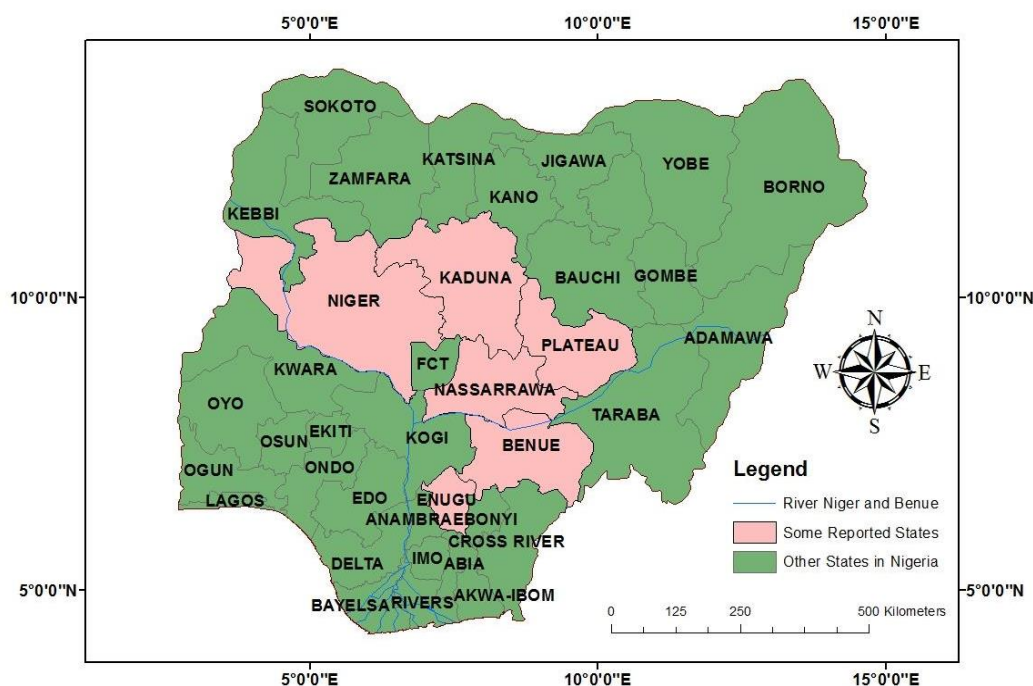 5°0'0"E 10°0'0"E 15°0'0"E
SOKOTO
KATSINA JIGAWA YOBE
ZAMFARA
BORNO
KANO
KEBBI
KADUNA BAUCHI GOMBE
10°0'0"N NIGER 10°0'0"N
N
PLATEAU ADAMAWA
FCT
KWARA
W E
NASSARRAWA
OYO
TARABA
S
EKITI
OSUN KOGI BENUE
OGUN ONDO
Legend
LAGOS EDO ENUGU
River Niger and Benue
ANAMBRA EBONYI
Some Reported States
CROSS RIVER
DELTA IMO ABIA
Other States in Nigeria
5°0'0"N 5°0'0"N
BAYELSA RIVERS AKWA-IBOM
0 125 250 500 Kilometers
5°0'0"E 10°0'0"E 15°0'0"E